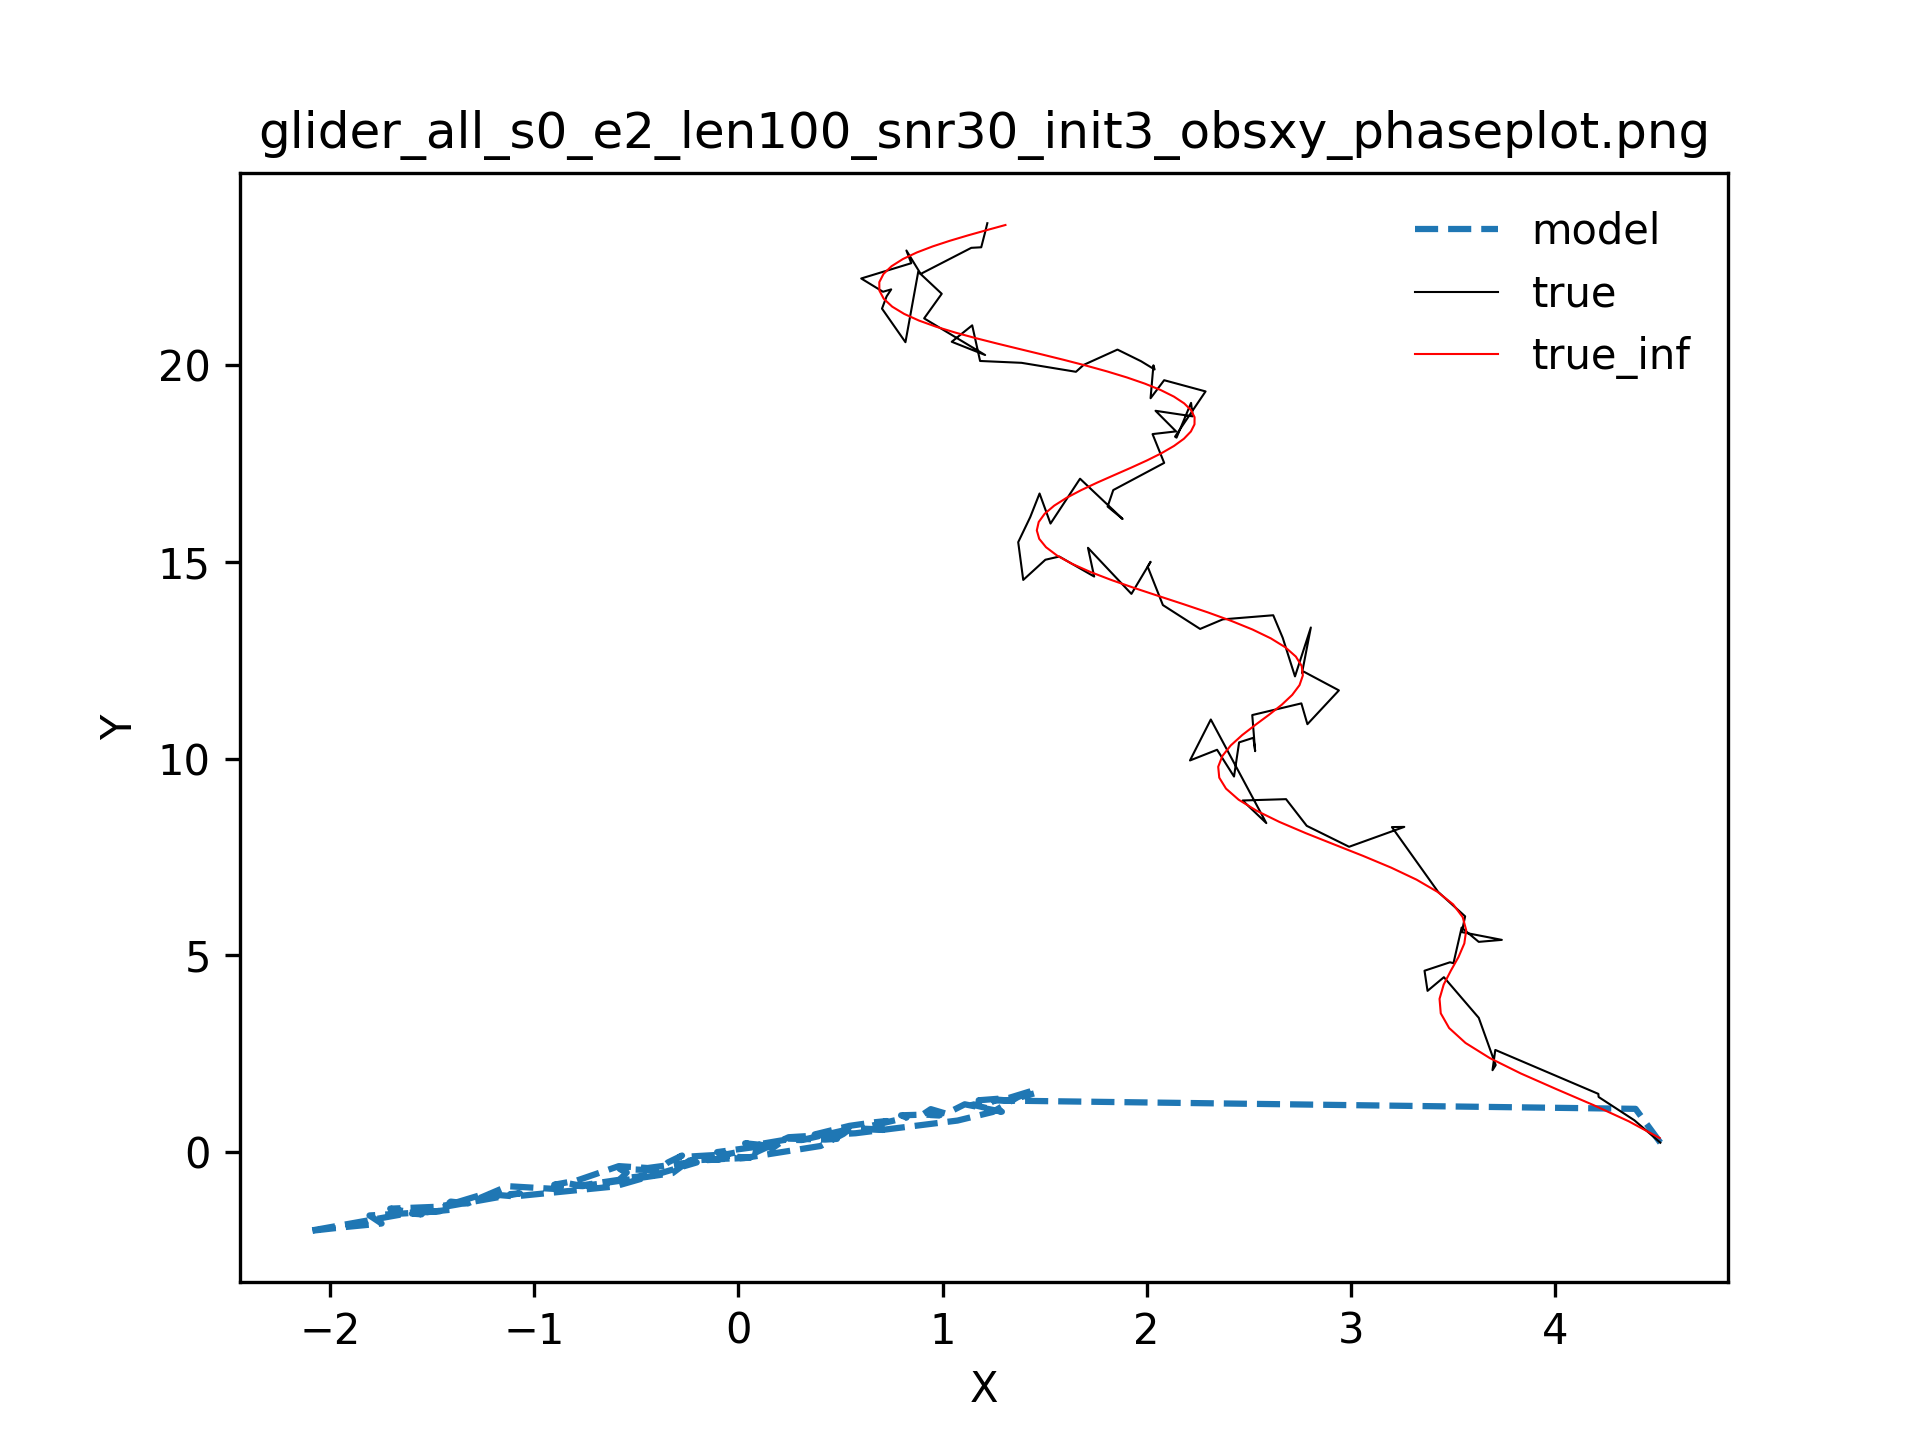 glider_all_s0_e2_len100_snr30_init3_obsxy_phaseplot.png
model
true
true_inf
20
15
10
5
0
Y
−2 −1 0 1 2 3 4
X